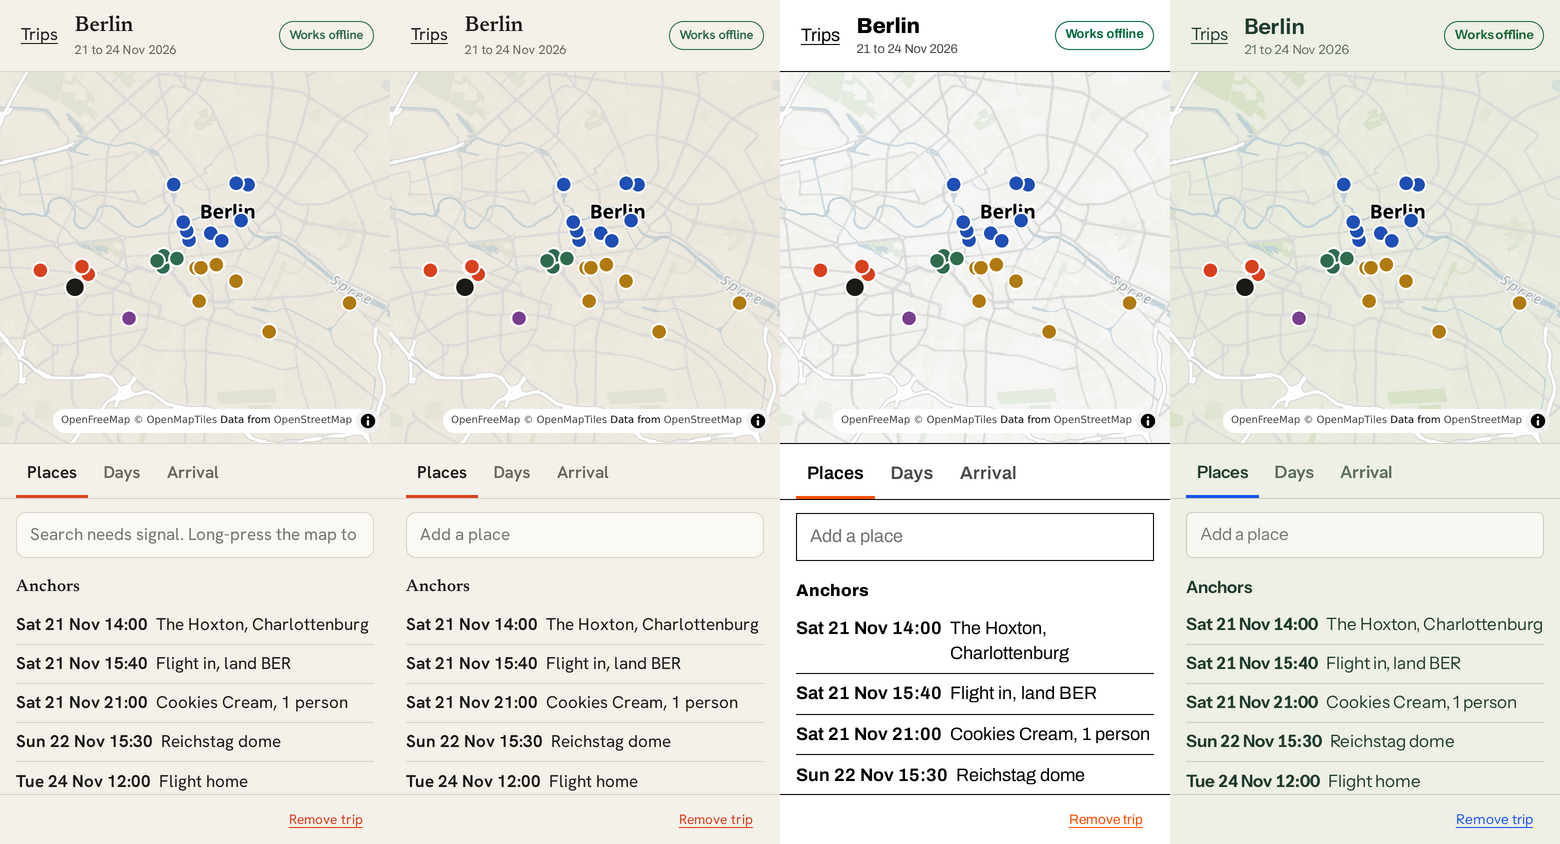 Trips
Berlin
21 to 24 Nov 2026
Works offline
Berlin
Spree
OpenFreeMap © OpenMapTiles Data from OpenStreetMap
Places Days Arrival
Search needs signal. Long-press the map to
Anchors
Sat 21 Nov 14:00 The Hoxton, Charlottenburg
Sat 21 Nov 15:40 Flight in, land BER
Sat 21 Nov 21:00 Cookies Cream, 1 person
Sun 22 Nov 15:30 Reichstag dome
Tue 24 Nov 12:00 Flight home
Remove trip
Trips
Berlin
21 to 24 Nov 2026
Works offline
Berlin
Spree
OpenFreeMap © OpenMapTiles Data from OpenStreetMap
Places Days Arrival
Add a place
Anchors
Sat 21 Nov 14:00 The Hoxton, Charlottenburg
Sat 21 Nov 15:40 Flight in, land BER
Sat 21 Nov 21:00 Cookies Cream, 1 person
Sun 22 Nov 15:30 Reichstag dome
Tue 24 Nov 12:00 Flight home
Remove trip
Trips
Berlin
21 to 24 Nov 2026
Works offline
Berlin
Spree
OpenFreeMap © OpenMapTiles Data from OpenStreetMap
Places Days Arrival
Add a place
Anchors
Sat 21 Nov 14:00 The Hoxton,
Charlottenburg
Sat 21 Nov 15:40 Flight in, land BER
Sat 21 Nov 21:00 Cookies Cream, 1 person
Sun 22 Nov 15:30 Reichstag dome
Remove trip
Trips
Berlin
21 to 24 Nov 2026
Works offline
Berlin
Spree
OpenFreeMap © OpenMapTiles Data from OpenStreetMap
Places Days Arrival
Add a place
Anchors
Sat 21 Nov 14:00 The Hoxton, Charlottenburg
Sat 21 Nov 15:40 Flight in, land BER
Sat 21 Nov 21:00 Cookies Cream, 1 person
Sun 22 Nov 15:30 Reichstag dome
Tue 24 Nov 12:00 Flight home
Remove trip